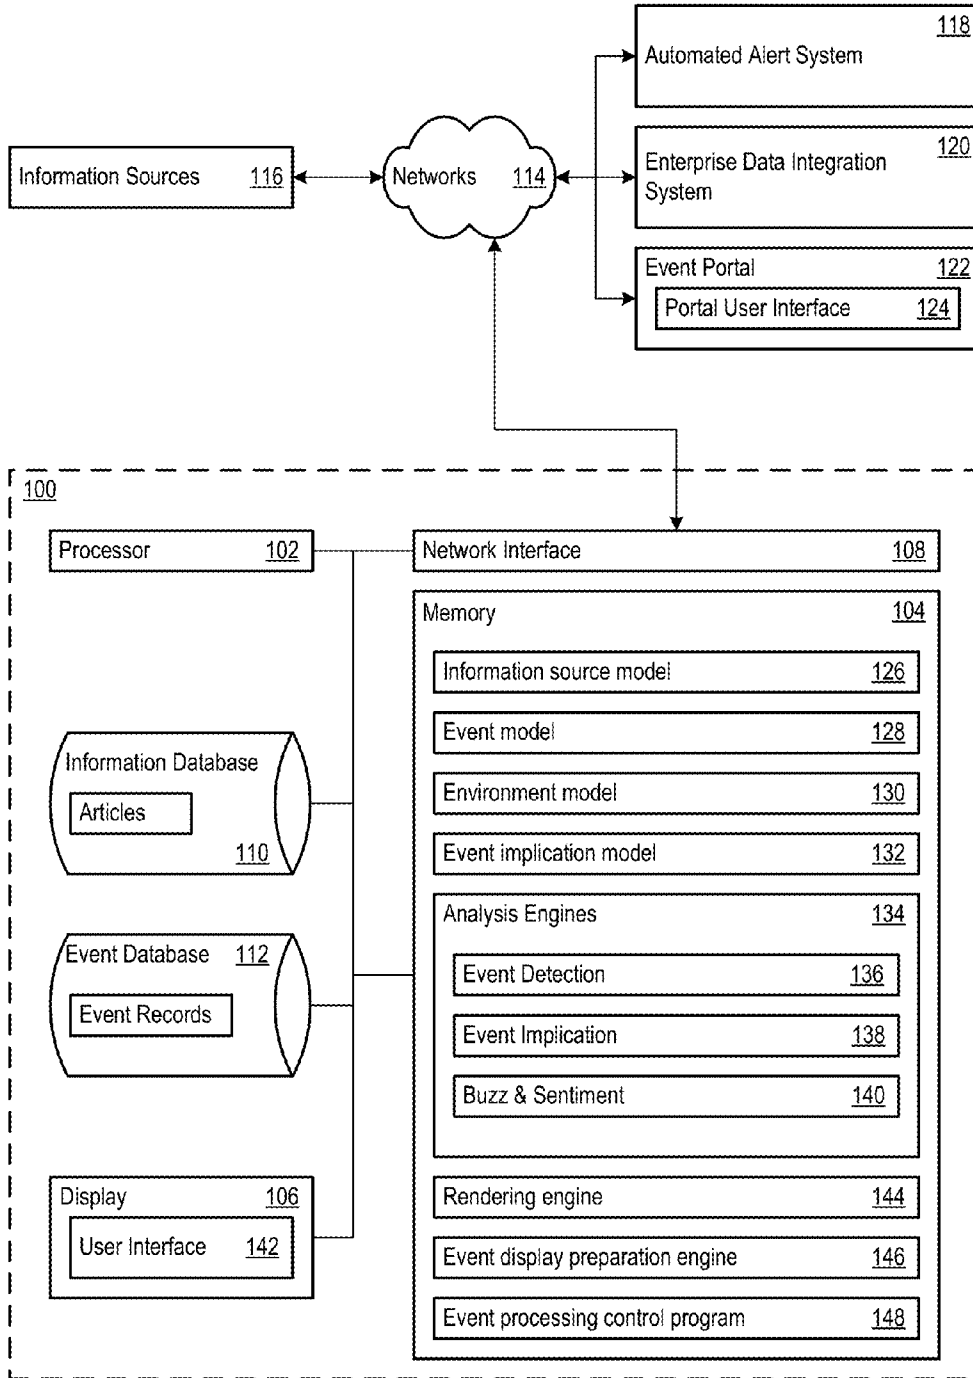 118
Automated Alert System
120
Enterprise Data Integration
System
Information Sources 116
Networks 114
Event Portal 122
Portal User Interface 124
100
Processor 102
Network Interface 108
Memory 104
Information source model 126
Event model 128
Environment model 130
Event implication model 132
Information Database
Articles
110
Analysis Engines 134
Event Detection 136
Event Implication 138
Buzz & Sentiment 140
Event Database 112
Event Records
Display 106
User Interface 142
Rendering engine 144
Event display preparation engine 146
Event processing control program 148